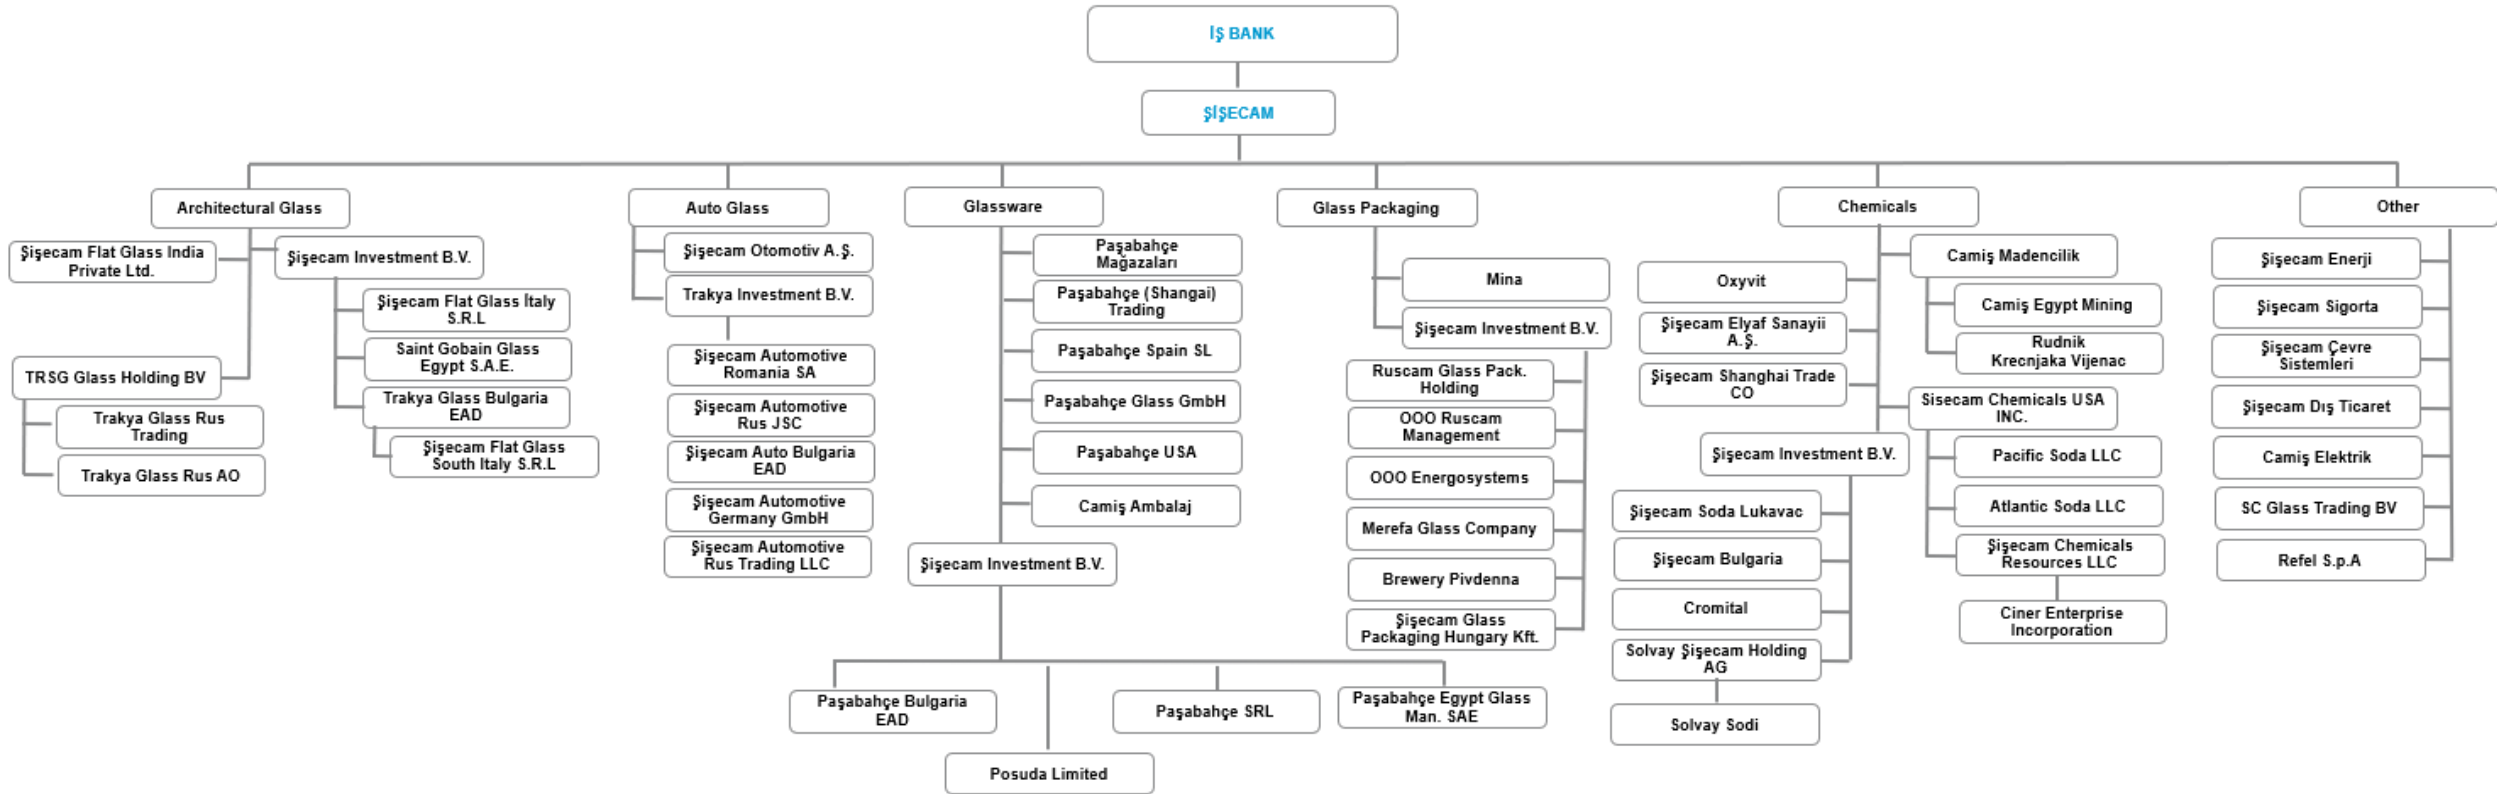 İŞ BANK
ŞİŞECAM
Architectural Glass
Şişecam Flat Glass India
Private Ltd.
Şişecam Investment B.V.
Şişecam Flat Glass İtaly
S.R.L
Saint Gobain Glass
Egypt S.A.E.
Trakya Glass Bulgaria
EAD
Şişecam Flat Glass
South Italy S.R.L
TRSG Glass Holding BV
Trakya Glass Rus
Trading
Trakya Glass Rus AO
Auto Glass
Şişecam Otomotiv A.Ş.
Trakya Investment B.V.
Şişecam Automotive
Romania SA
Şişecam Automotive
Rus JSC
Şişecam Auto Bulgaria
EAD
Şişecam Automotive
Germany GmbH
Şişecam Automotive
Rus Trading LLC
Glassware
Paşabahçe
Mağazaları
Paşabahçe (Shangai)
Trading
Paşabahçe Spain SL
Paşabahçe Glass GmbH
Paşabahçe USA
Camiş Ambalaj
Şişecam Investment B.V.
Paşabahçe Bulgaria
EAD
Posuda Limited
Paşabahçe SRL
Paşabahçe Egypt Glass
Man. SAE
Glass Packaging
Mina
Şişecam Investment B.V.
Ruscam Glass Pack.
Holding
OOO Ruscam
Management
OOO Energosystems
Merefa Glass Company
Brewery Pivdenna
Şişecam Glass
Packaging Hungary Kft.
Chemicals
Oxyvit
Şişecam Elyaf Sanayii
A.Ş.
Şişecam Shanghai Trade
CO
Camiş Madencilik
Camiş Egypt Mining
Rudnik
Krecnjaka Vijenac
Sisecam Chemicals USA
INC.
Pacific Soda LLC
Atlantic Soda LLC
Şişecam Chemicals
Resources LLC
Ciner Enterprise
Incorporation
Şişecam Investment B.V.
Şişecam Soda Lukavac
Şişecam Bulgaria
Cromital
Solvay Şişecam Holding
AG
Solvay Sodi
Other
Şişecam Enerji
Şişecam Sigorta
Şişecam Çevre
Sistemleri
Şişecam Dış Ticaret
Camiş Elektrik
SC Glass Trading BV
Refel S.p.A